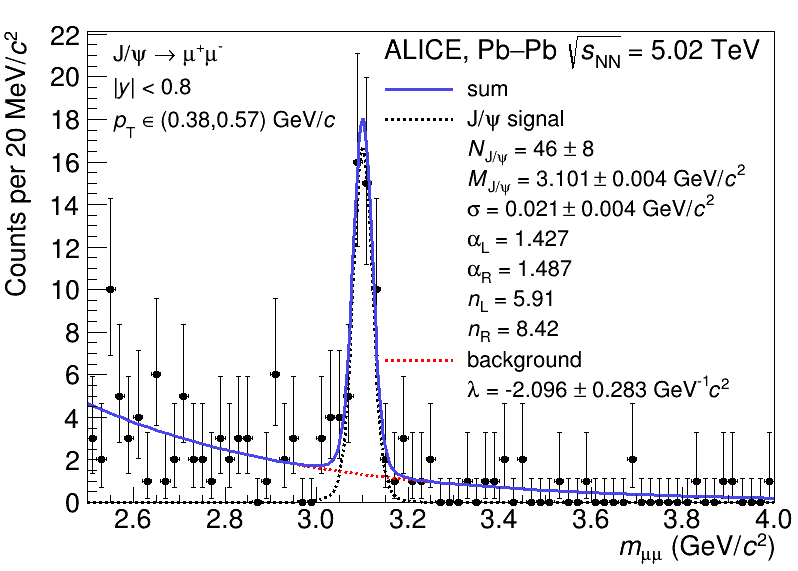 Counts per 20 MeV/c²
22
20
18
16
14
12
10
8
6
4
2
0
J/ψ → μ⁺μ⁻
|y| < 0.8
p_T ∈ (0.38,0.57) GeV/c
ALICE, Pb–Pb √s_NN = 5.02 TeV
sum
J/ψ signal
N_J/ψ = 46 ± 8
M_J/ψ = 3.101 ± 0.004 GeV/c²
σ = 0.021 ± 0.004 GeV/c²
α_L = 1.427
α_R = 1.487
n_L = 5.91
n_R = 8.42
background
λ = -2.096 ± 0.283 GeV⁻¹c²
2.6 2.8 3.0 3.2 3.4 3.6 3.8 4.0
m_μμ (GeV/c²)